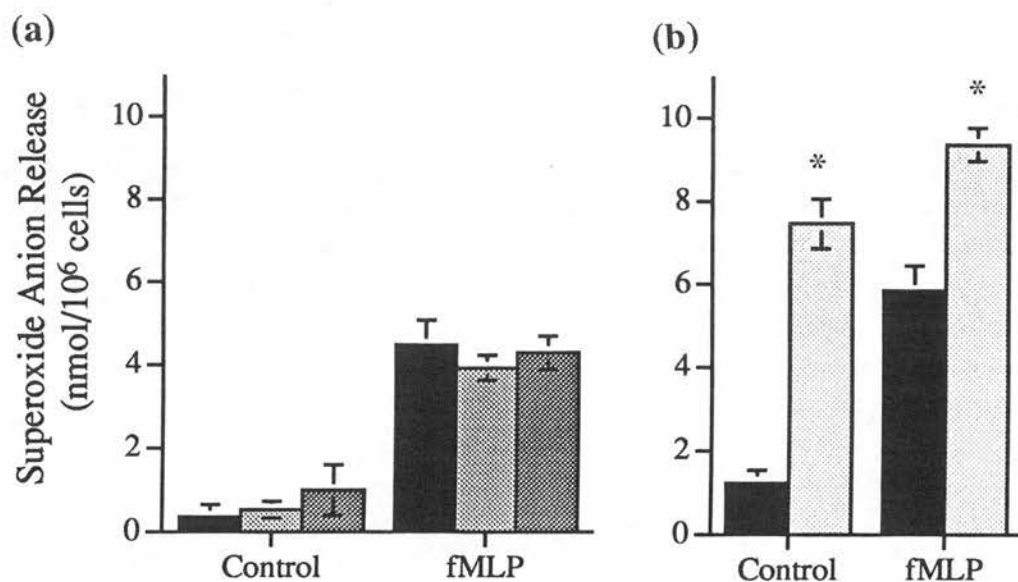 (a)
Superoxide Anion Release
(nmol/10⁶ cells)
10
8
6
4
2
0
Control
fMLP
(b)
10
8
6
4
2
0
*
*
Control
fMLP